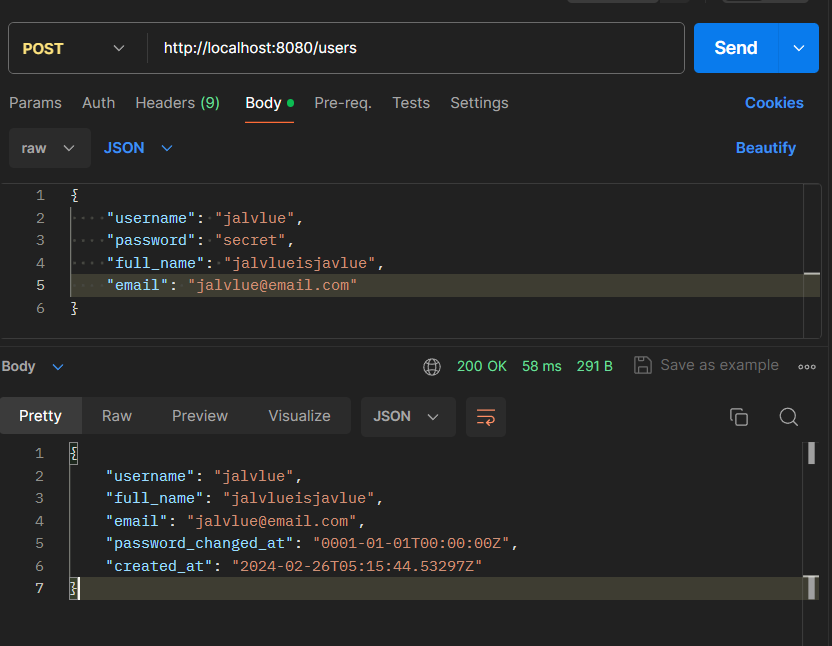 POST http://localhost:8080/users Send
Params Auth Headers (9) Body Pre-req. Tests Settings Cookies
raw JSON Beautify
1 {
2 "username": "jalvlue",
3 "password": "secret",
4 "full_name": "jalvlueisjavlue",
5 "email": "jalvlue@email.com"
6 }
Body 200 OK 58 ms 291 B Save as example
Pretty Raw Preview Visualize JSON
1 {
2 "username": "jalvlue",
3 "full_name": "jalvlueisjavlue",
4 "email": "jalvlue@email.com",
5 "password_changed_at": "0001-01-01T00:00:00Z",
6 "created_at": "2024-02-26T05:15:44.53297Z"
7 }